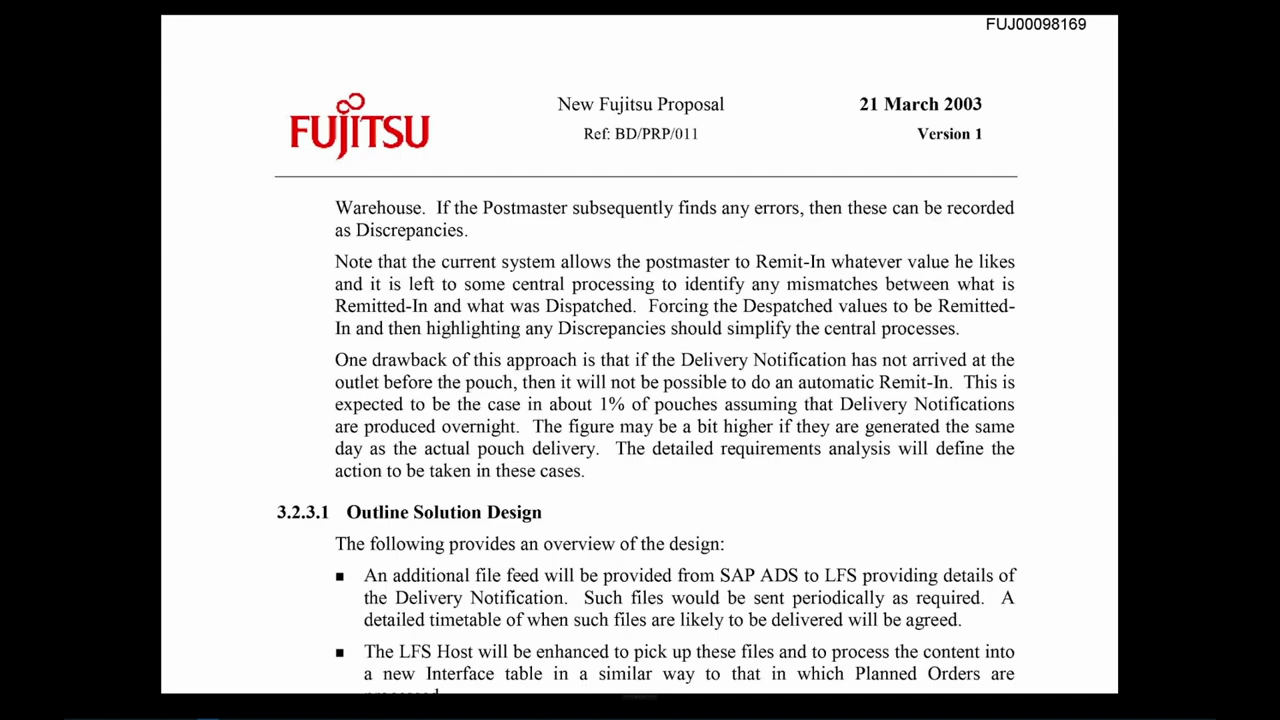 FUJ00098169
FUJITSU
New Fujitsu Proposal
21 March 2003
Ref: BD/PRP/011
Version 1
Warehouse. If the Postmaster subsequently finds any errors, then these can be recorded
as Discrepancies.
Note that the current system allows the postmaster to Remit-In whatever value he likes
and it is left to some central processing to identify any mismatches between what is
Remitted-In and what was Dispatched. Forcing the Despatched values to be Remitted-
In and then highlighting any Discrepancies should simplify the central processes.
One drawback of this approach is that if the Delivery Notification has not arrived at the
outlet before the pouch, then it will not be possible to do an automatic Remit-In. This is
expected to be the case in about 1% of pouches assuming that Delivery Notifications
are produced overnight. The figure may be a bit higher if they are generated the same
day as the actual pouch delivery. The detailed requirements analysis will define the
action to be taken in these cases.
3.2.3.1 Outline Solution Design
The following provides an overview of the design:
▪ An additional file feed will be provided from SAP ADS to LFS providing details of
the Delivery Notification. Such files would be sent periodically as required. A
detailed timetable of when such files are likely to be delivered will be agreed.
▪ The LFS Host will be enhanced to pick up these files and to process the content into
a new Interface table in a similar way to that in which Planned Orders are